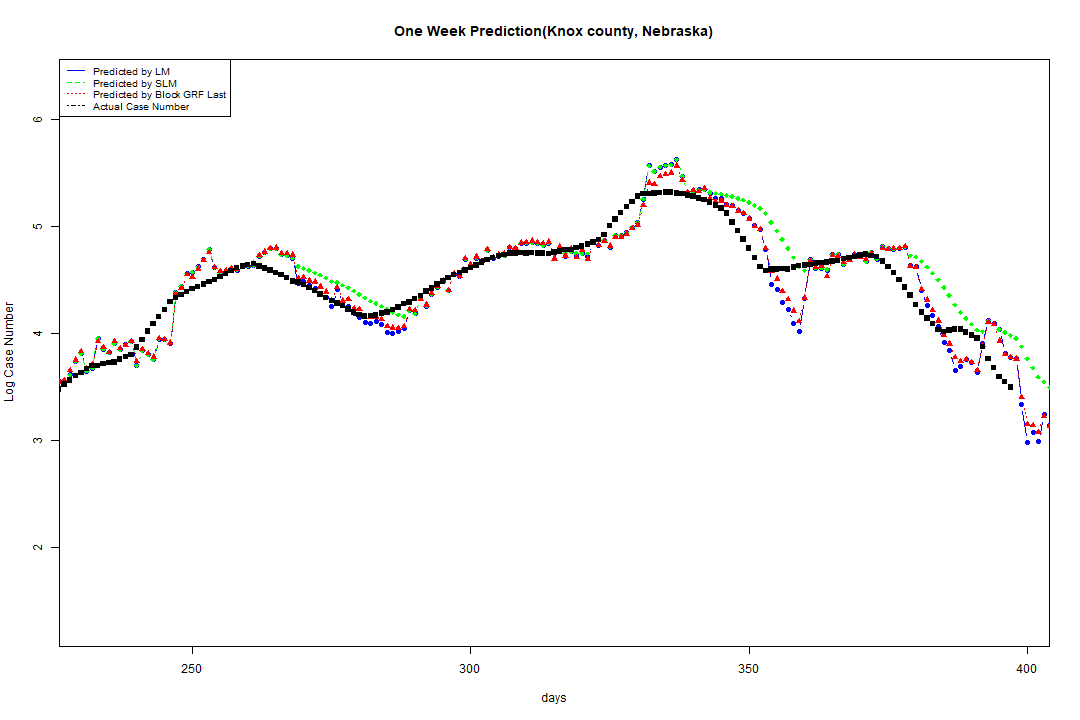 One Week Prediction(Knox county, Nebraska)
Predicted by LM
Predicted by SLM
Predicted by Block GRF Last
Actual Case Number
6
5
4
3
2
Log Case Number
250
300
350
400
days